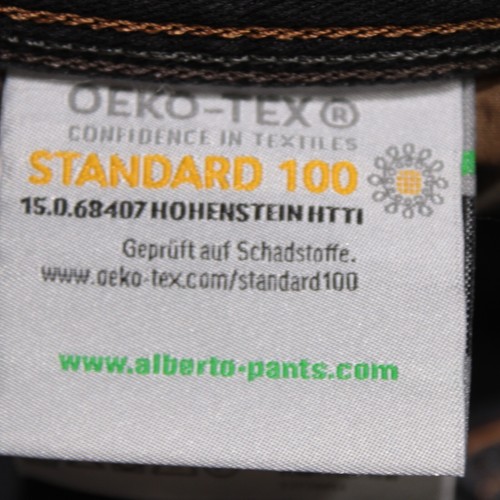 OEKO-TEX®
CONFIDENCE IN TEXTILES
STANDARD 100
15.0.68407 HOHENSTEIN HTTI
Geprüft auf Schadstoffe.
www.oeko-tex.com/standard100
www.alberto-pants.com